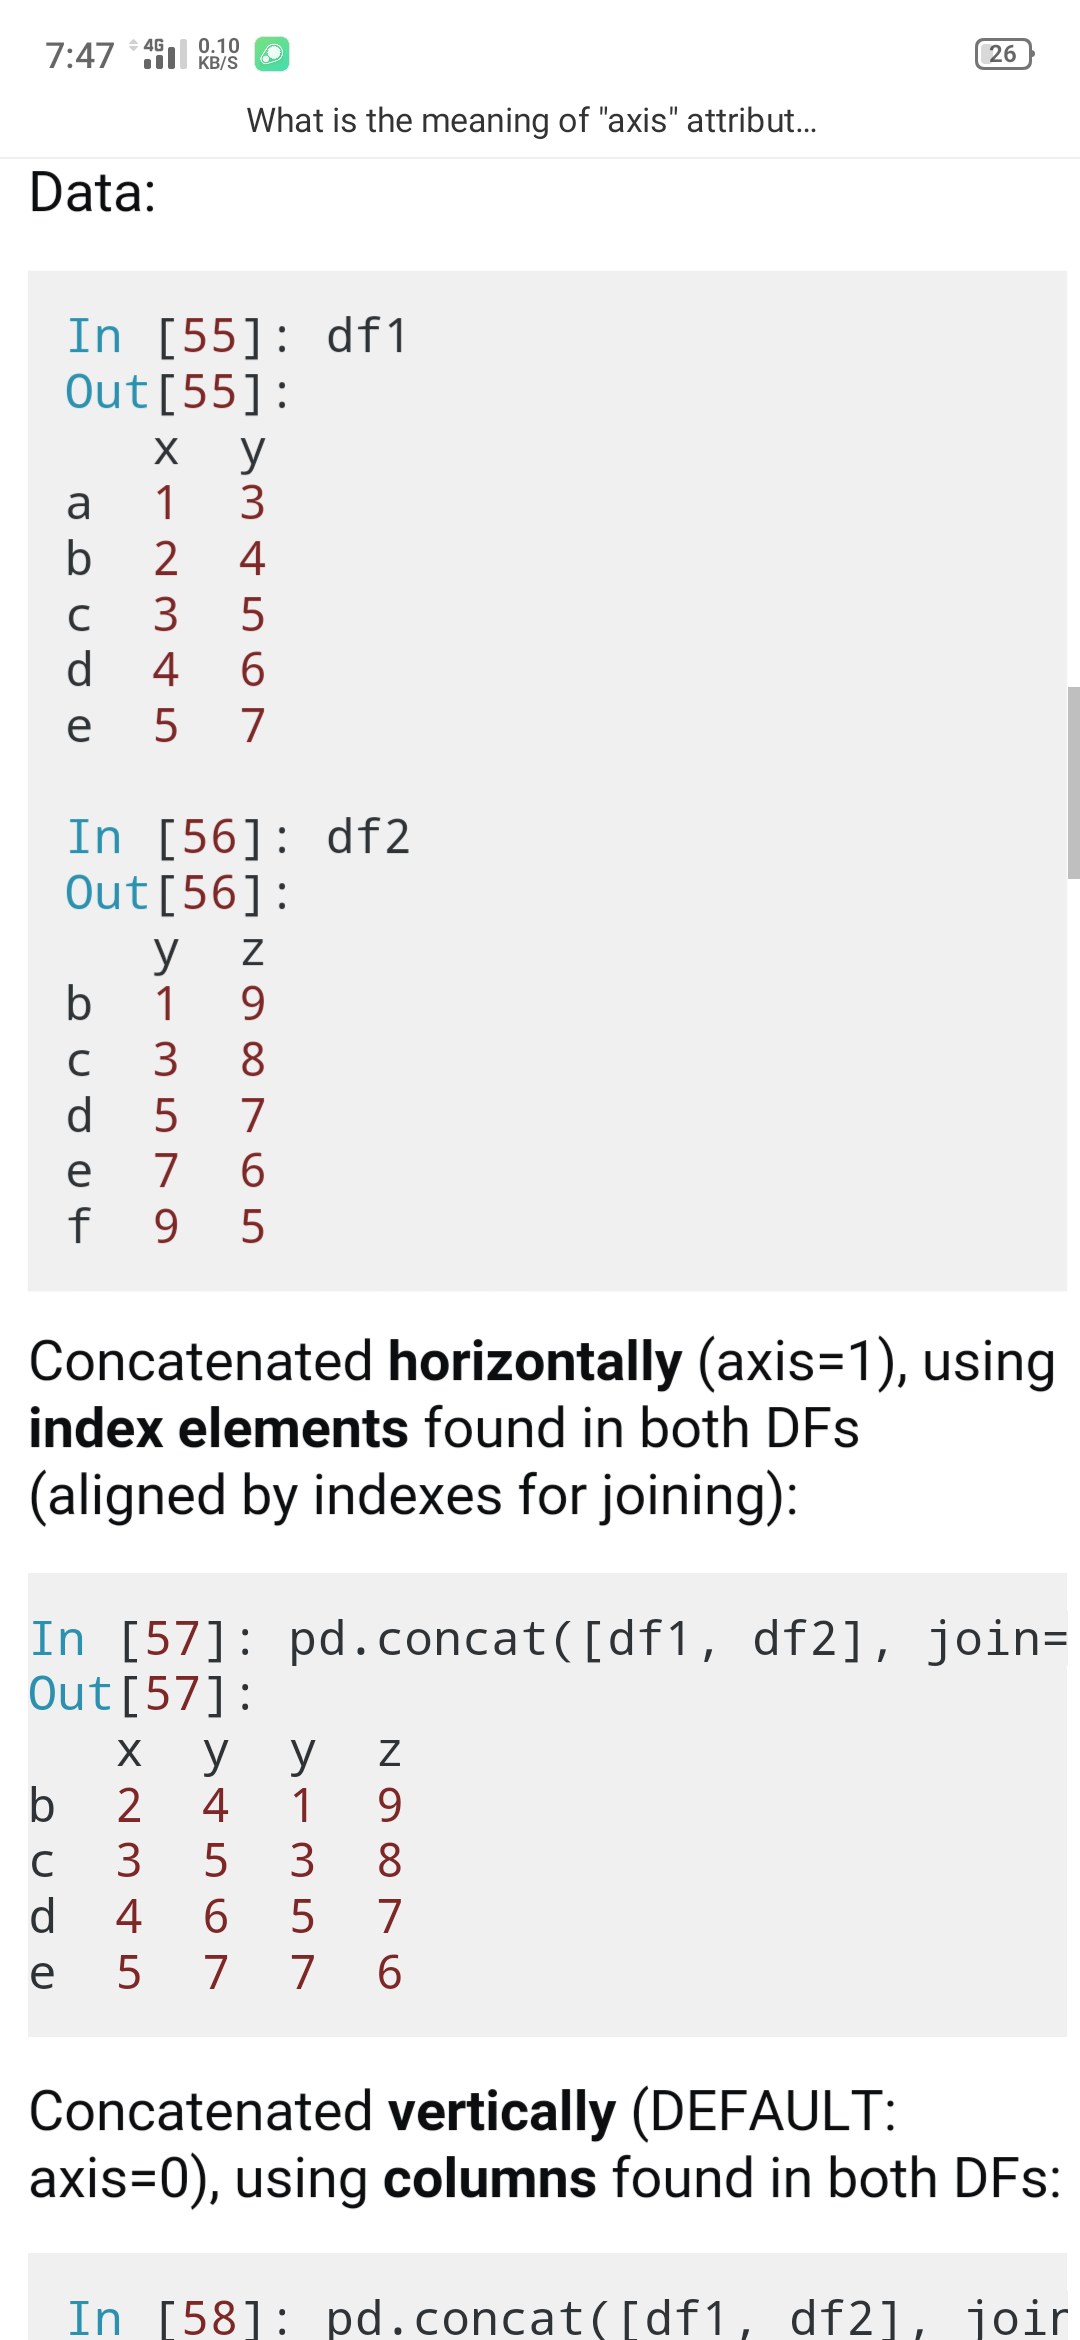 7:47 4G 0.10 KB/S 26
What is the meaning of "axis" attribut...
Data:
In [55]: df1
Out[55]:
   x  y
a  1  3
b  2  4
c  3  5
d  4  6
e  5  7
In [56]: df2
Out[56]:
   y  z
b  1  9
c  3  8
d  5  7
e  7  6
f  9  5
Concatenated horizontally (axis=1), using
index elements found in both DFs
(aligned by indexes for joining):
In [57]: pd.concat([df1, df2], join=
Out[57]:
   x  y  y  z
b  2  4  1  9
c  3  5  3  8
d  4  6  5  7
e  5  7  7  6
Concatenated vertically (DEFAULT:
axis=0), using columns found in both DFs:
In [58]: pd.concat([df1, df2], join